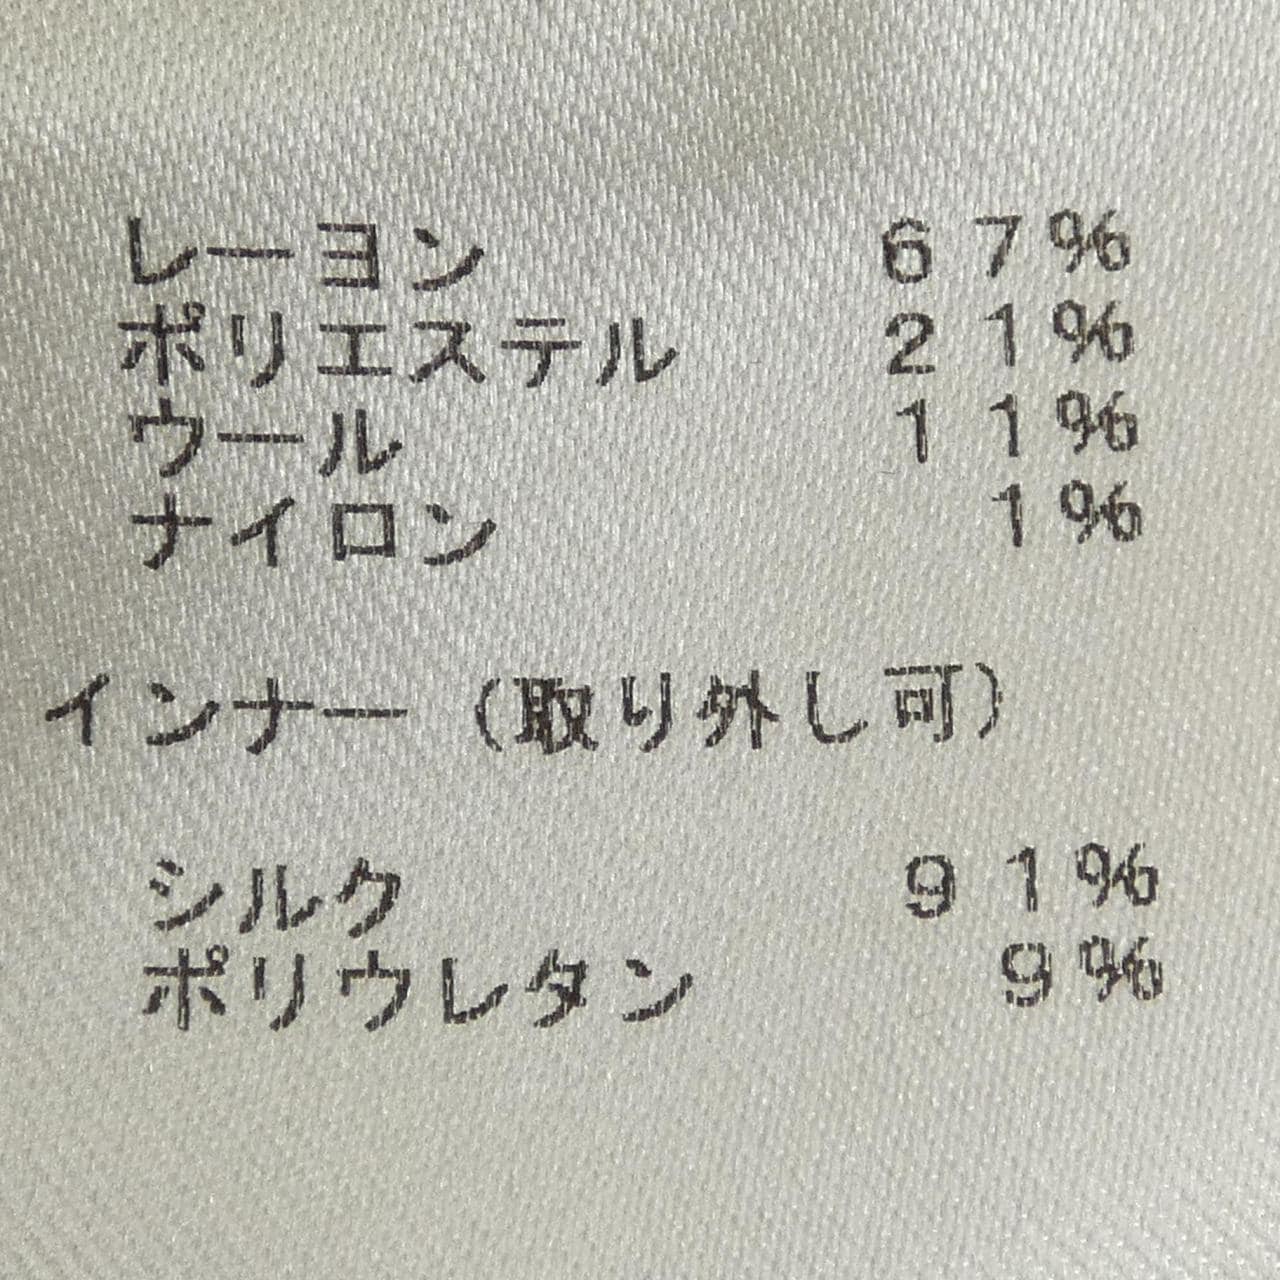 レーヨン 67%
ポリエステル 21%
ウール 11%
ナイロン 1%
インナー (取り外し可)
シルク 91%
ポリウレタン 9%